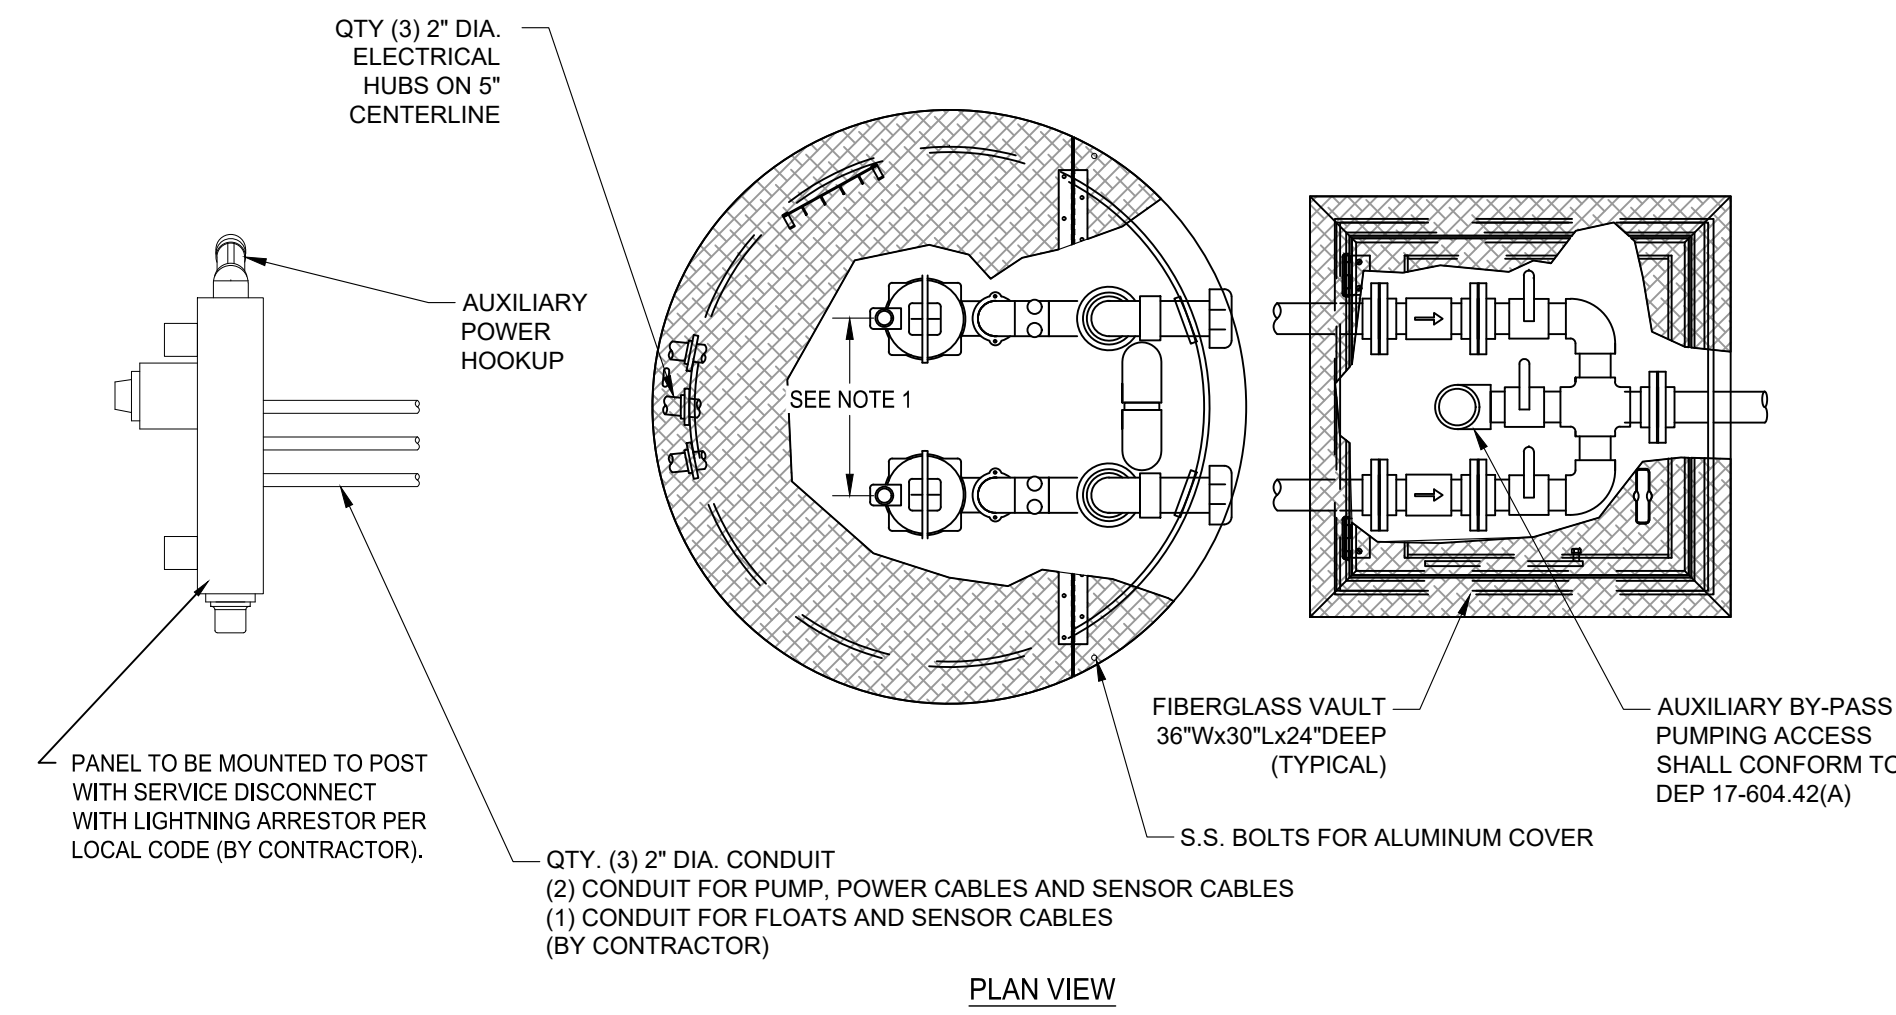 QTY (3) 2" DIA.
ELECTRICAL
HUBS ON 5"
CENTERLINE
AUXILIARY
POWER
HOOKUP
SEE NOTE 1
PANEL TO BE MOUNTED TO POST
WITH SERVICE DISCONNECT
WITH LIGHTNING ARRESTOR PER
LOCAL CODE (BY CONTRACTOR).
QTY. (3) 2" DIA. CONDUIT
(2) CONDUIT FOR PUMP, POWER CABLES AND SENSOR CABLES
(1) CONDUIT FOR FLOATS AND SENSOR CABLES
(BY CONTRACTOR)
FIBERGLASS VAULT
36"Wx30"Lx24"DEEP
(TYPICAL)
AUXILIARY BY-PASS
PUMPING ACCESS
SHALL CONFORM TO
DEP 17-604.42(A)
S.S. BOLTS FOR ALUMINUM COVER
PLAN VIEW